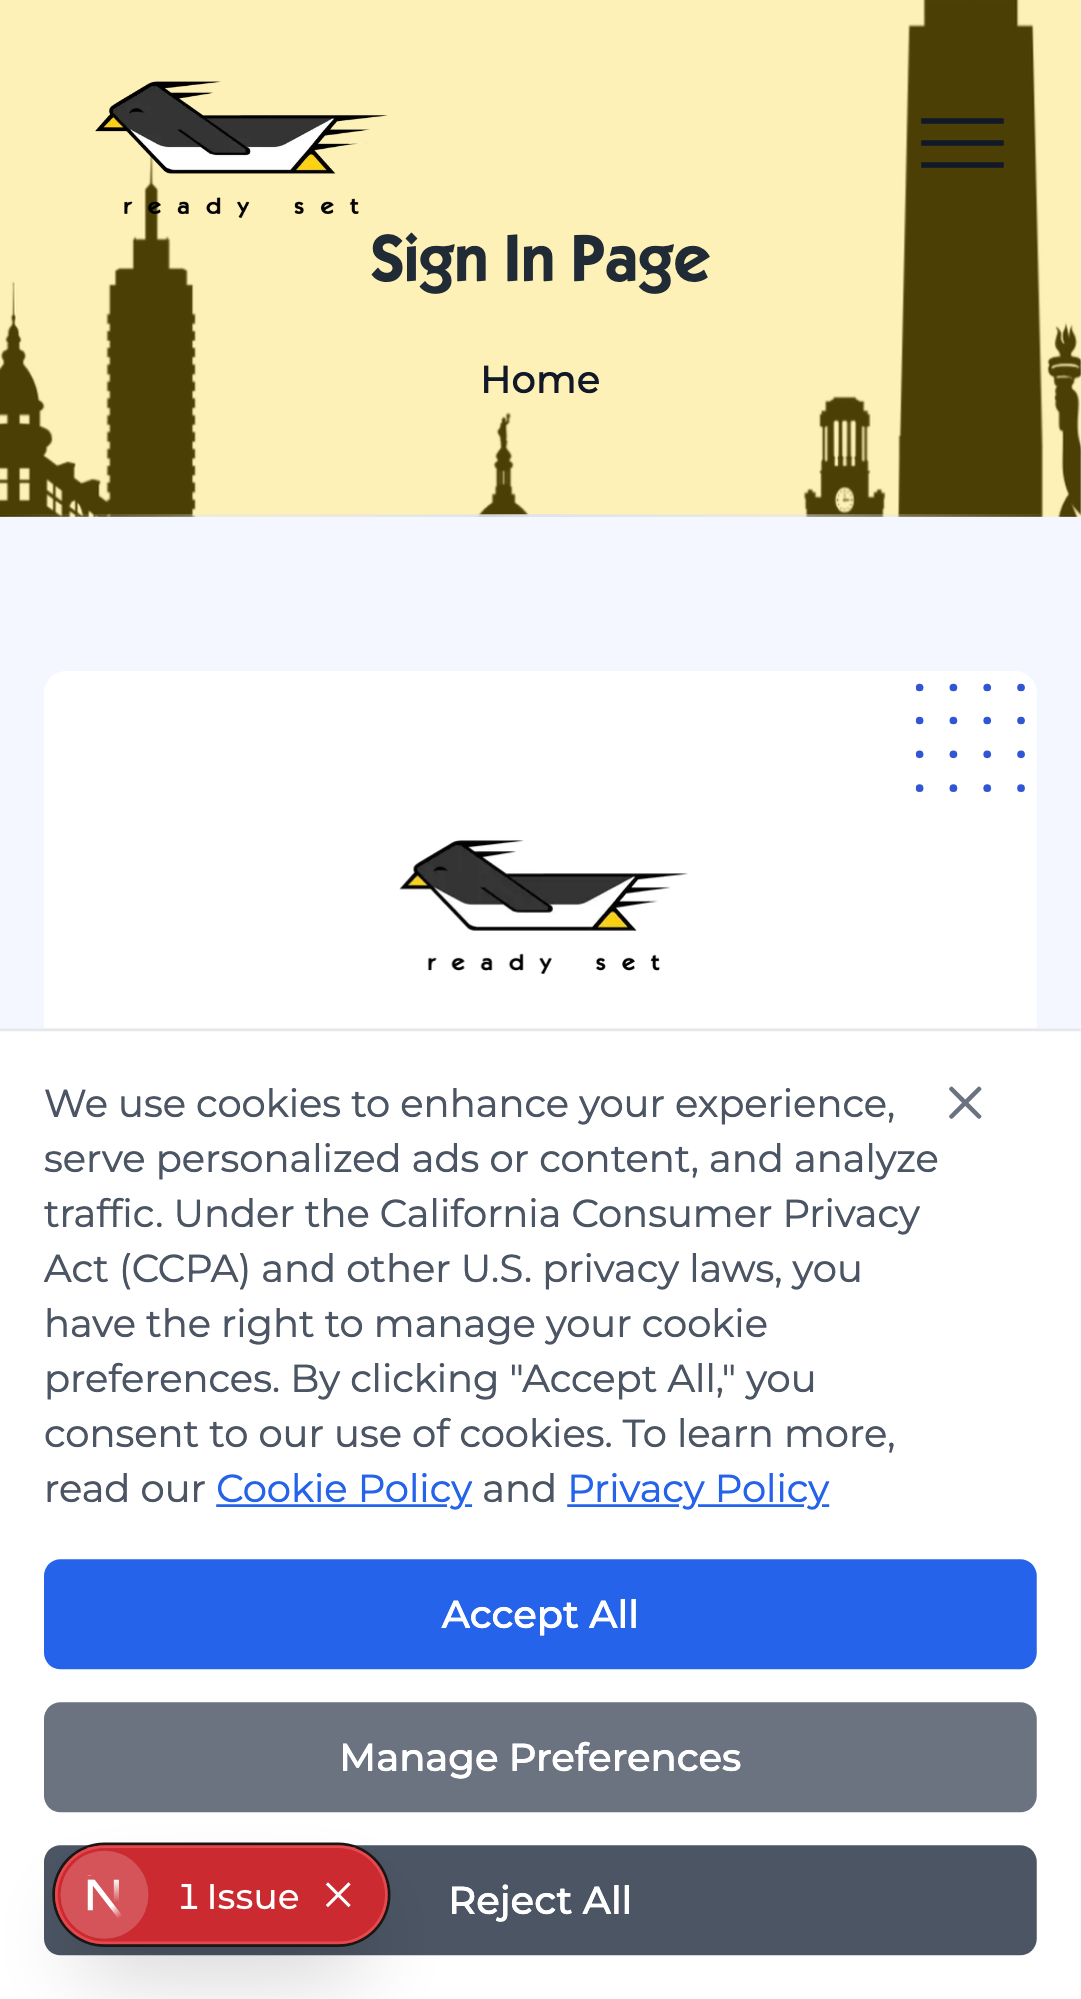 ready set
Sign In Page
Home
ready set
We use cookies to enhance your experience,
serve personalized ads or content, and analyze
traffic. Under the California Consumer Privacy
Act (CCPA) and other U.S. privacy laws, you
have the right to manage your cookie
preferences. By clicking "Accept All," you
consent to our use of cookies. To learn more,
read our Cookie Policy and Privacy Policy
Accept All
Manage Preferences
N 1 Issue
Reject All